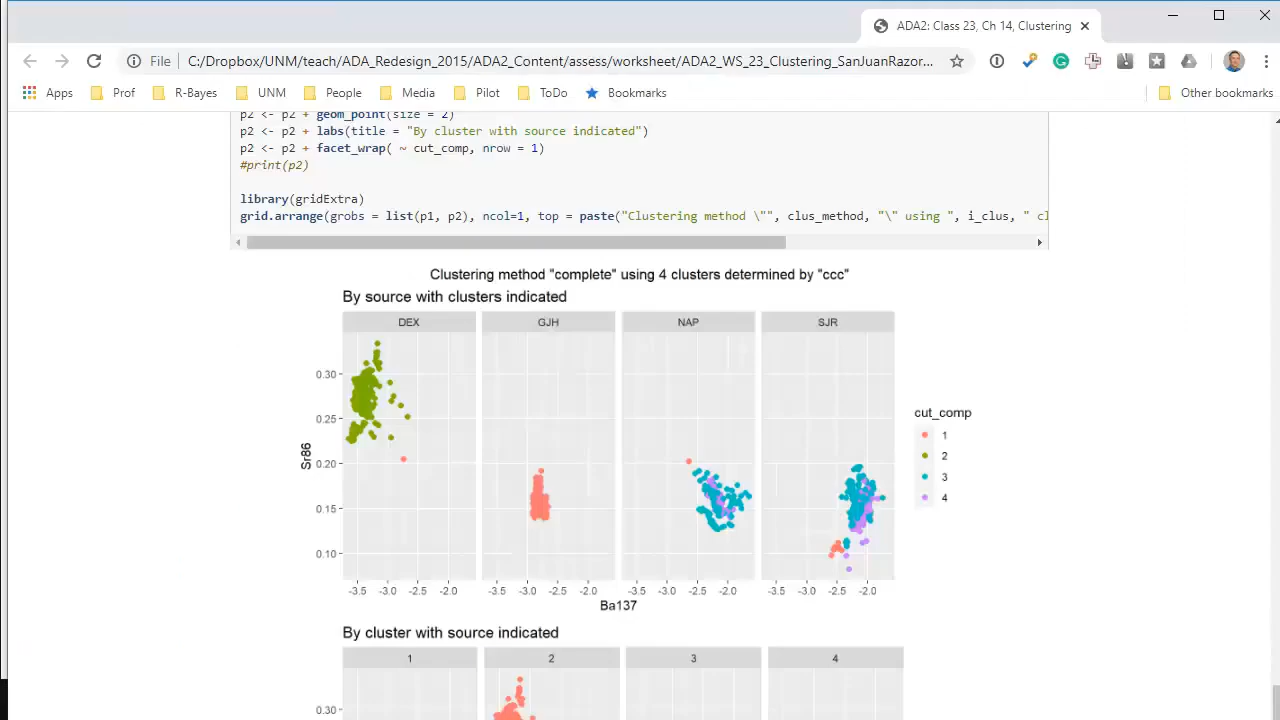 ADA2: Class 23, Ch 14, Clustering
File C:/Dropbox/UNM/teach/ADA_Redesign_2015/ADA2_Content/assess/worksheet/ADA2_WS_23_Clustering_SanJuanRazor...
Apps Prof R-Bayes UNM People Media Pilot ToDo Bookmarks Other bookmarks
p2 <- p2 + geom_point(size = 2)
p2 <- p2 + labs(title = "By cluster with source indicated")
p2 <- p2 + facet_wrap( ~ cut_comp, nrow = 1)
#print(p2)
library(gridExtra)
grid.arrange(grobs = list(p1, p2), ncol=1, top = paste("Clustering method \"", clus_method, "\" using ", i_clus, " cl
Clustering method "complete" using 4 clusters determined by "ccc"
By source with clusters indicated
DEX GJH NAP SJR
0.30
0.25
0.20
0.15
0.10
Sr86
-3.5 -3.0 -2.5 -2.0 -3.5 -3.0 -2.5 -2.0 -3.5 -3.0 -2.5 -2.0 -3.5 -3.0 -2.5 -2.0
Ba137
cut_comp
1
2
3
4
By cluster with source indicated
1 2 3 4
0.30